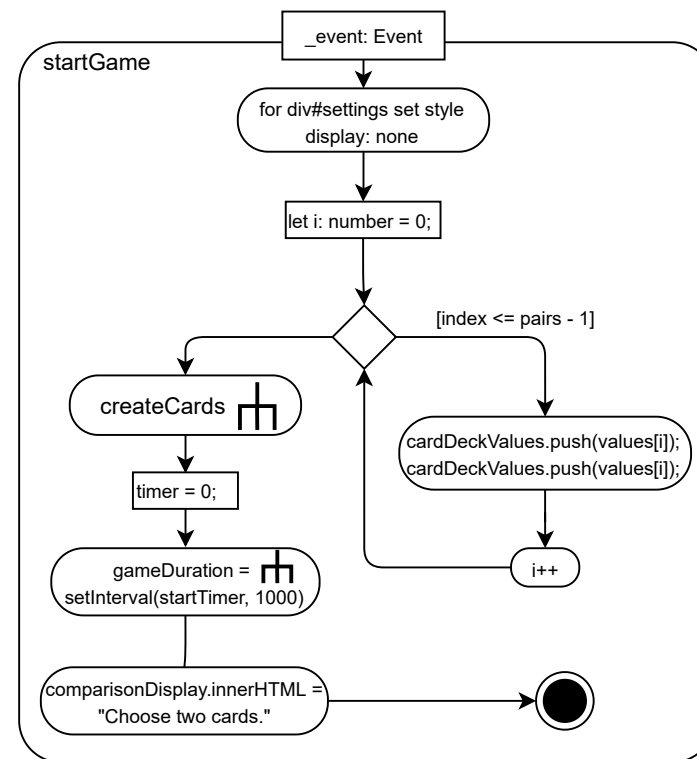 _event: Event
startGame
for div#settings set style
display: none
let i: number = 0;
[index <= pairs - 1]
createCards
cardDeckValues.push(values[i]);
cardDeckValues.push(values[i]);
timer = 0;
i++
gameDuration =
setInterval(startTimer, 1000)
comparisonDisplay.innerHTML =
"Choose two cards."